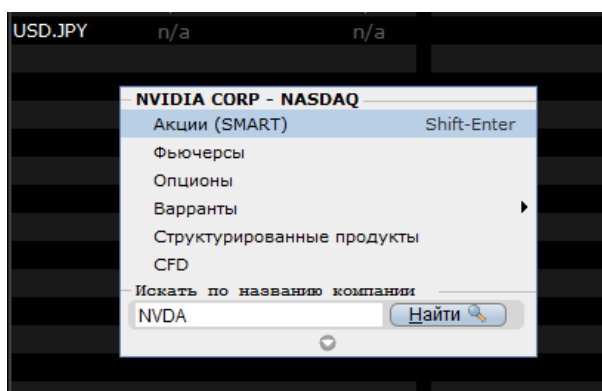 USD.JPY n/a n/a
NVIDIA CORP - NASDAQ
Акции (SMART) Shift-Enter
Фьючерсы
Опционы
Варранты
Структурированные продукты
CFD
Искать по названию компании
NVDA Найти